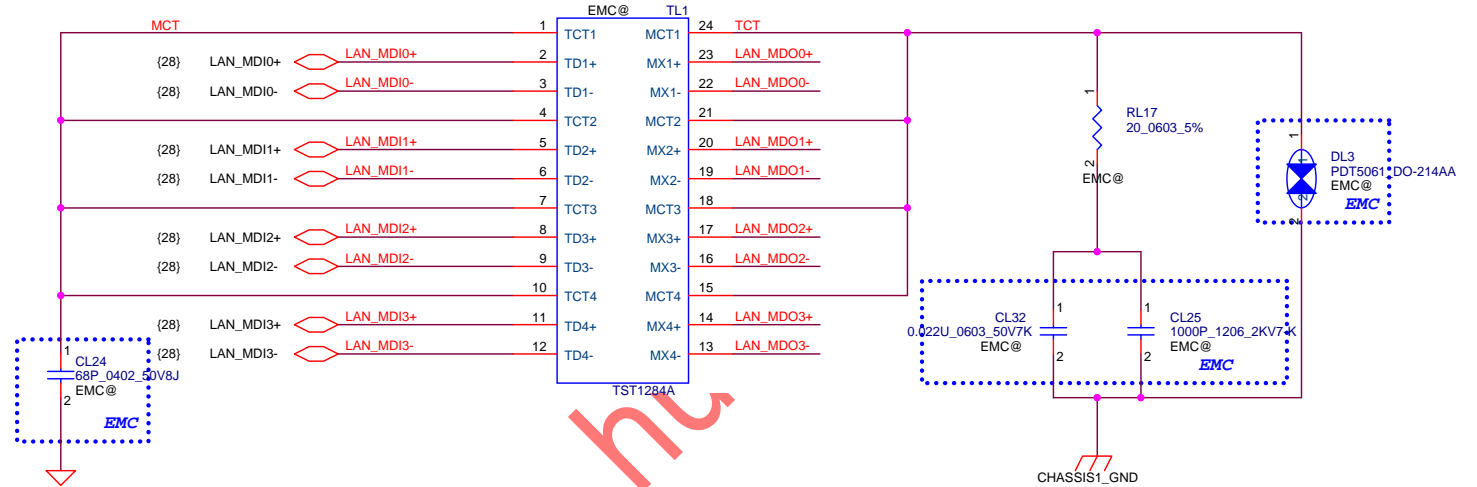 EMC@ TL1
MCT 1 TCT1 MCT1 24 TCT
{28} LAN_MDI0+ LAN_MDI0+ 2 TD1+ MX1+ 23 LAN_MDO0+
{28} LAN_MDI0- LAN_MDI0- 3 TD1- MX1- 22 LAN_MDO0-
4 TCT2 MCT2 21
{28} LAN_MDI1+ LAN_MDI1+ 5 TD2+ MX2+ 20 LAN_MDO1+
{28} LAN_MDI1- LAN_MDI1- 6 TD2- MX2- 19 LAN_MDO1-
7 TCT3 MCT3 18
{28} LAN_MDI2+ LAN_MDI2+ 8 TD3+ MX3+ 17 LAN_MDO2+
{28} LAN_MDI2- LAN_MDI2- 9 TD3- MX3- 16 LAN_MDO2-
10 TCT4 MCT4 15
{28} LAN_MDI3+ LAN_MDI3+ 11 TD4+ MX4+ 14 LAN_MDO3+
{28} LAN_MDI3- LAN_MDI3- 12 TD4- MX4- 13 LAN_MDO3-
TST1284A
1
CL24
68P_0402_50V8J
EMC@
2
EMC
1
RL17
20_0603_5%
2
EMC@
1
1
DL3
PDT5061_DO-214AA
EMC@
EMC
2
2
1
CL32
0.022U_0603_50V7K
EMC@
2
1
CL25
1000P_1206_2KV7-K
EMC@
2
EMC
CHASSIS1_GND